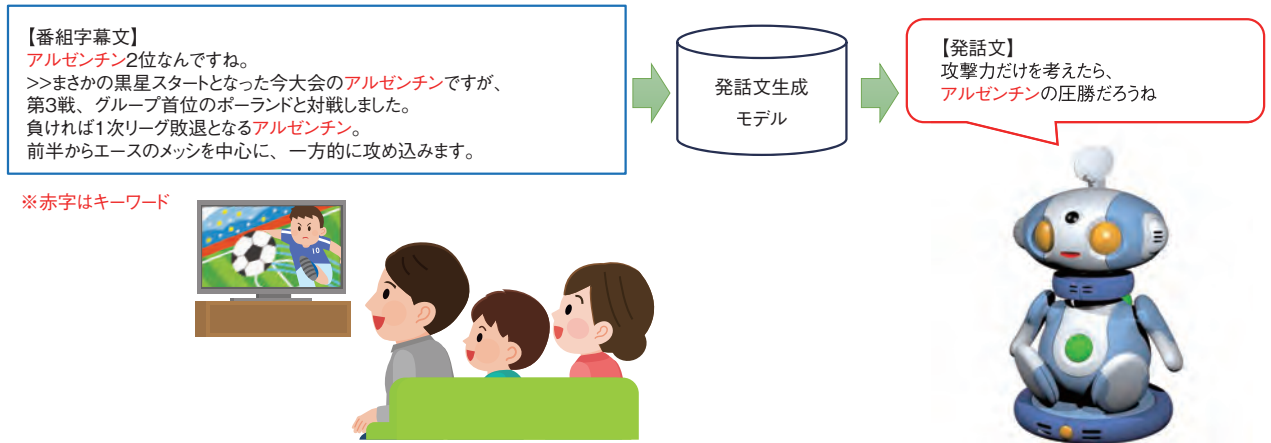 【番組字幕文】
アルゼンチン2位なんですね。
>>まさかの黒星スタートとなった今大会のアルゼンチンですが、
第3戦、グループ首位のポーランドと対戦しました。
負ければ1次リーグ敗退となるアルゼンチン。
前半からエースのメッシを中心に、一方的に攻め込みます。
発話文生成
モデル
【発話文】
攻撃力だけを考えたら、
アルゼンチンの圧勝だろうね
※赤字はキーワード
10